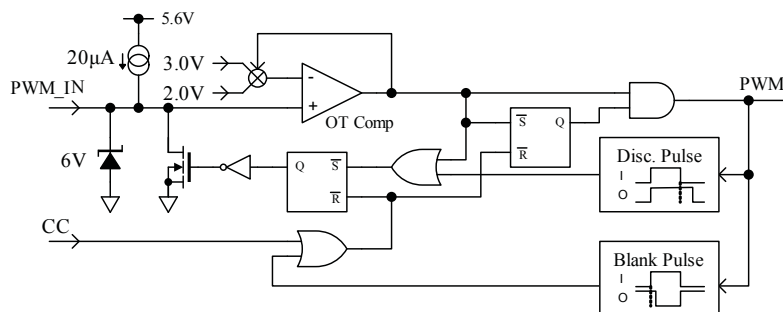 5.6V
20μA
3.0V
PWM_IN
2.0V
-
+
OT Comp
PWM
S
Q
R
6V
Q
S
R
Disc. Pulse
I
O
CC
Blank Pulse
I
O